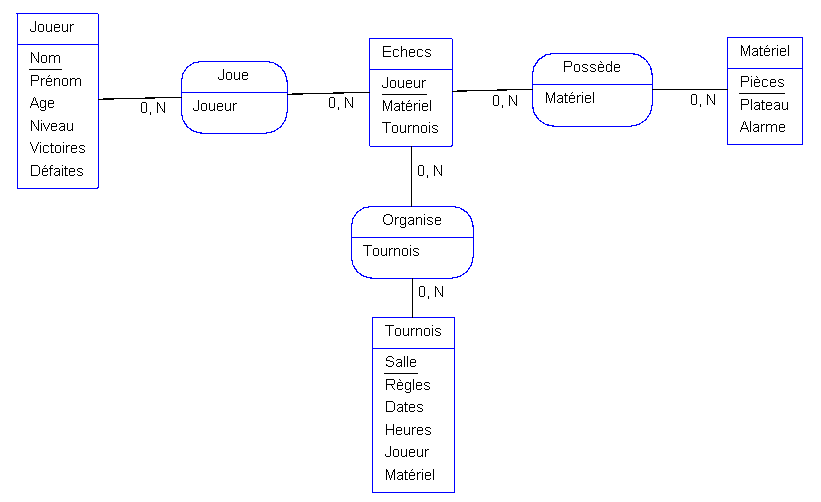 Joueur
Nom
Prénom
Age
Niveau
Victoires
Défaites
0, N
Joue
Joueur
0, N
Echecs
Joueur
Matériel
Tournois
0, N
Possède
Matériel
0, N
Matériel
Pièces
Plateau
Alarme
0, N
Organise
Tournois
0, N
Tournois
Salle
Règles
Dates
Heures
Joueur
Matériel